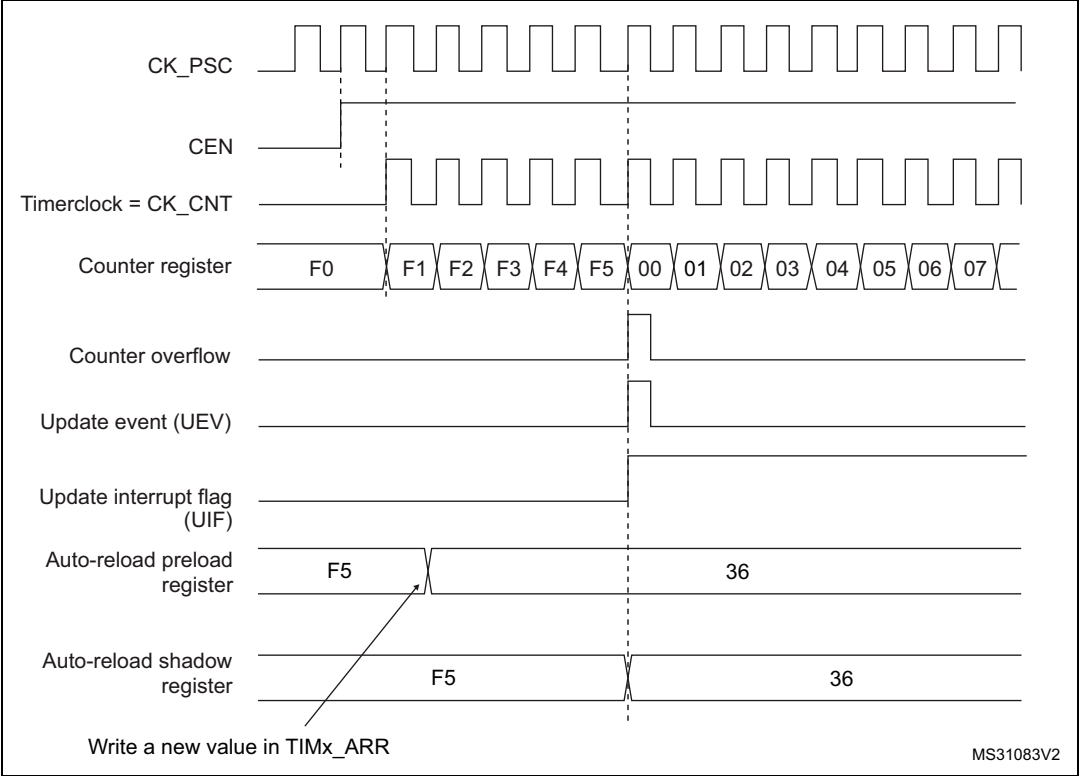 CK_PSC
CEN
Timerclock = CK_CNT
Counter register
F0 F1 F2 F3 F4 F5 00 01 02 03 04 05 06 07
Counter overflow
Update event (UEV)
Update interrupt flag
(UIF)
Auto-reload preload
register
F5 36
Auto-reload shadow
register
F5 36
Write a new value in TIMx_ARR
MS31083V2